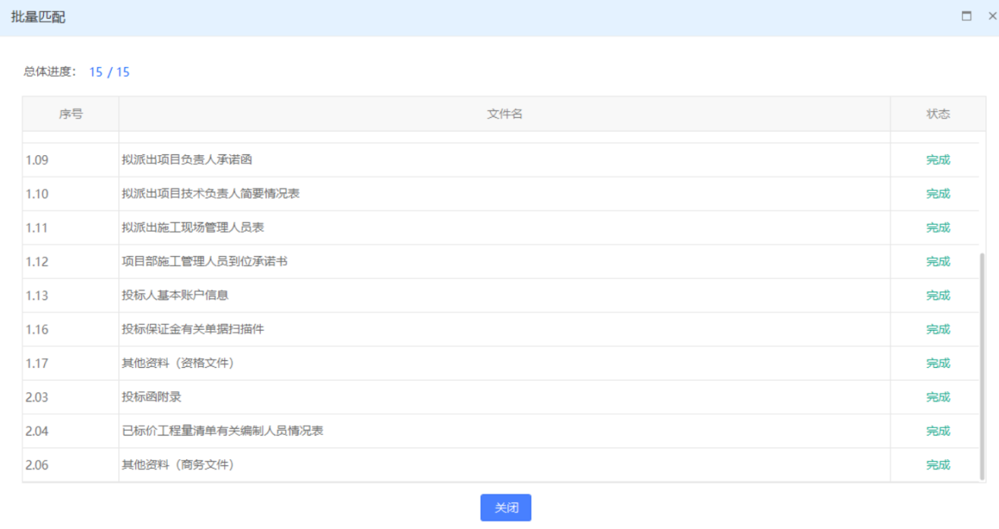 批量匹配
总体进度： 15 / 15
序号 文件名 状态
1.09 拟派出项目负责人承诺函 完成
1.10 拟派出项目技术负责人简要情况表 完成
1.11 拟派出施工现场管理人员表 完成
1.12 项目部施工管理人员到位承诺书 完成
1.13 投标人基本账户信息 完成
1.16 投标保证金有关单据扫描件 完成
1.17 其他资料（资格文件） 完成
2.03 投标函附录 完成
2.04 已标价工程量清单有关编制人员情况表 完成
2.06 其他资料（商务文件） 完成
关闭